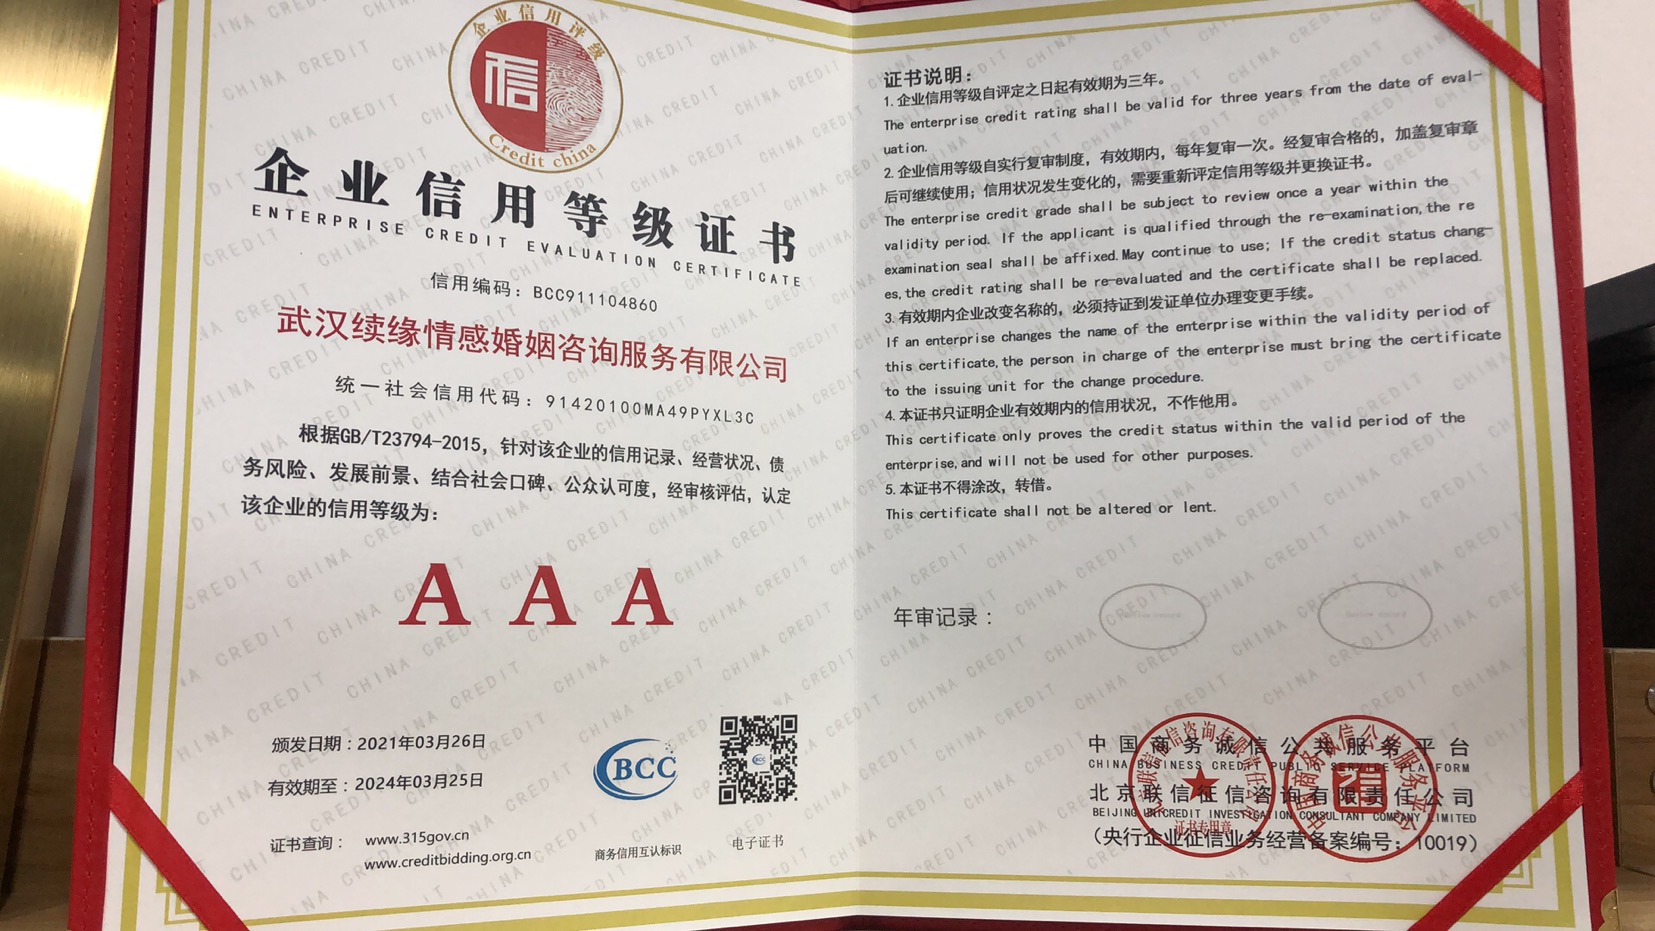 企业信用评级
信
Credit china
企业信用等级证书
ENTERPRISE CREDIT EVALUATION CERTIFICATE
信用编码：BCC911104860
武汉续缘情感婚姻咨询服务有限公司
统一社会信用代码：91420100MA49PYXL3C
根据GB/T23794-2015，针对该企业的信用记录、经营状况、债
务风险、发展前景、结合社会口碑、公众认可度，经审核评估，认定
该企业的信用等级为：
A A A
颁发日期：2021年03月26日
有效期至：2024年03月25日
证书查询： www.315gov.cn
www.creditbidding.org.cn
BCC
商务信用互认标识
电子证书
证书说明：
1. 企业信用等级自评定之日起有效期为三年。
The enterprise credit rating shall be valid for three years from the date of eval-
uation.
2. 企业信用等级自实行复审制度，有效期内，每年复审一次。经复审合格的，加盖复审章
后可继续使用；信用状况发生变化的，需要重新评定信用等级并更换证书。
The enterprise credit grade shall be subject to review once a year within the
validity period. If the applicant is qualified through the re-examination,the re
examination seal shall be affixed.May continue to use; If the credit status chang-
es,the credit rating shall be re-evaluated and the certificate shall be replaced.
3. 有效期内企业改变名称的，必须持证到发证单位办理变更手续。
If an enterprise changes the name of the enterprise within the validity period of
this certificate,the person in charge of the enterprise must bring the certificate
to the issuing unit for the change procedure.
4. 本证书只证明企业有效期内的信用状况，不作他用。
This certificate only proves the credit status within the valid period of the
enterprise,and will not be used for other purposes.
5. 本证书不得涂改，转借。
This certificate shall not be altered or lent.
年审记录：
中国商务诚信公共服务平台
CHINA BUSINESS CREDIT PUBLIC SERVICE PLATFORM
北京联信征信咨询有限责任公司
BEIJING UNICREDIT INVESTIGATION CONSULTANT COMPANY LIMITED
（央行企业征信业务经营备案编号：10019）
证书专用章
中国商务诚信公共服务平台
信
CHINA CREDIT